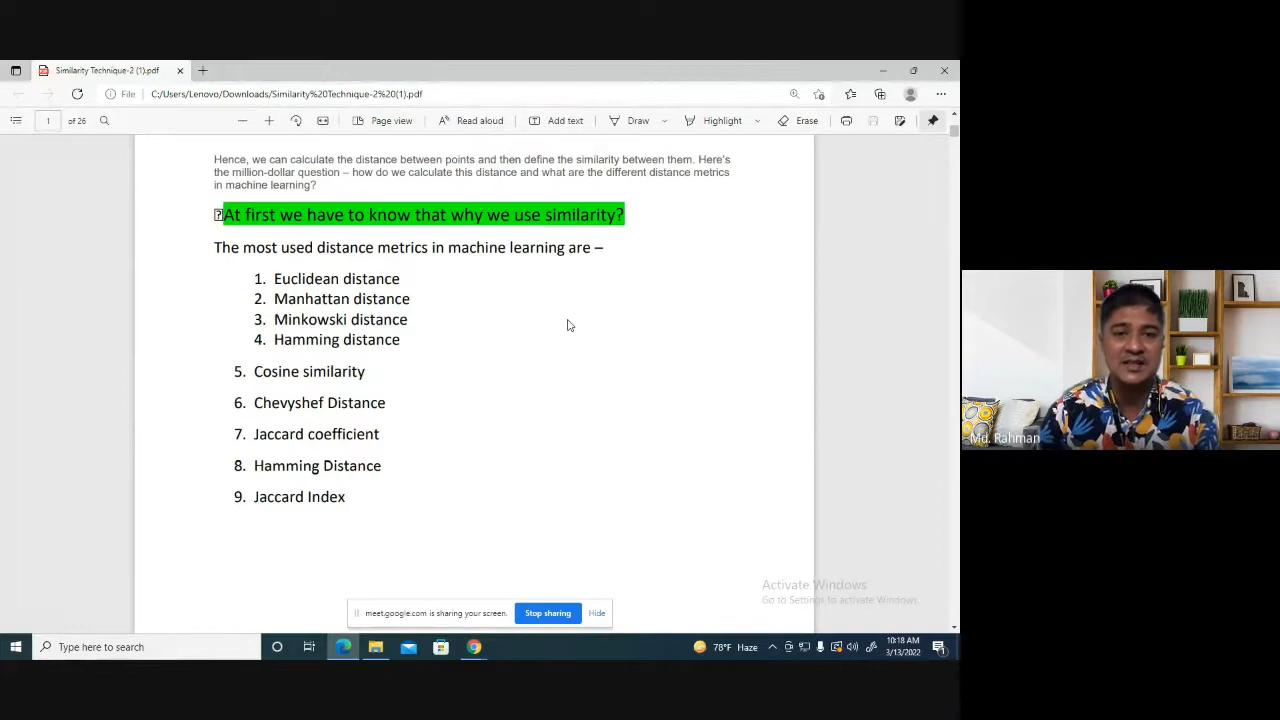 Similarity Technique-2 (1).pdf
File
C:/Users/Lenovo/Downloads/Similarity%20Technique-2%20(1).pdf
1 of 26
Page view
Read aloud
Add text
Draw
Highlight
Erase
Hence, we can calculate the distance between points and then define the similarity between them. Here's
the million-dollar question – how do we calculate this distance and what are the different distance metrics
in machine learning?
At first we have to know that why we use similarity?
The most used distance metrics in machine learning are –
1. Euclidean distance
2. Manhattan distance
3. Minkowski distance
4. Hamming distance
5. Cosine similarity
6. Chevyshef Distance
7. Jaccard coefficient
8. Hamming Distance
9. Jaccard Index
Md. Rahman
Activate Windows
Go to Settings to activate Windows.
meet.google.com is sharing your screen.
Stop sharing
Hide
Type here to search
78°F Haze
10:18 AM
3/13/2022
1